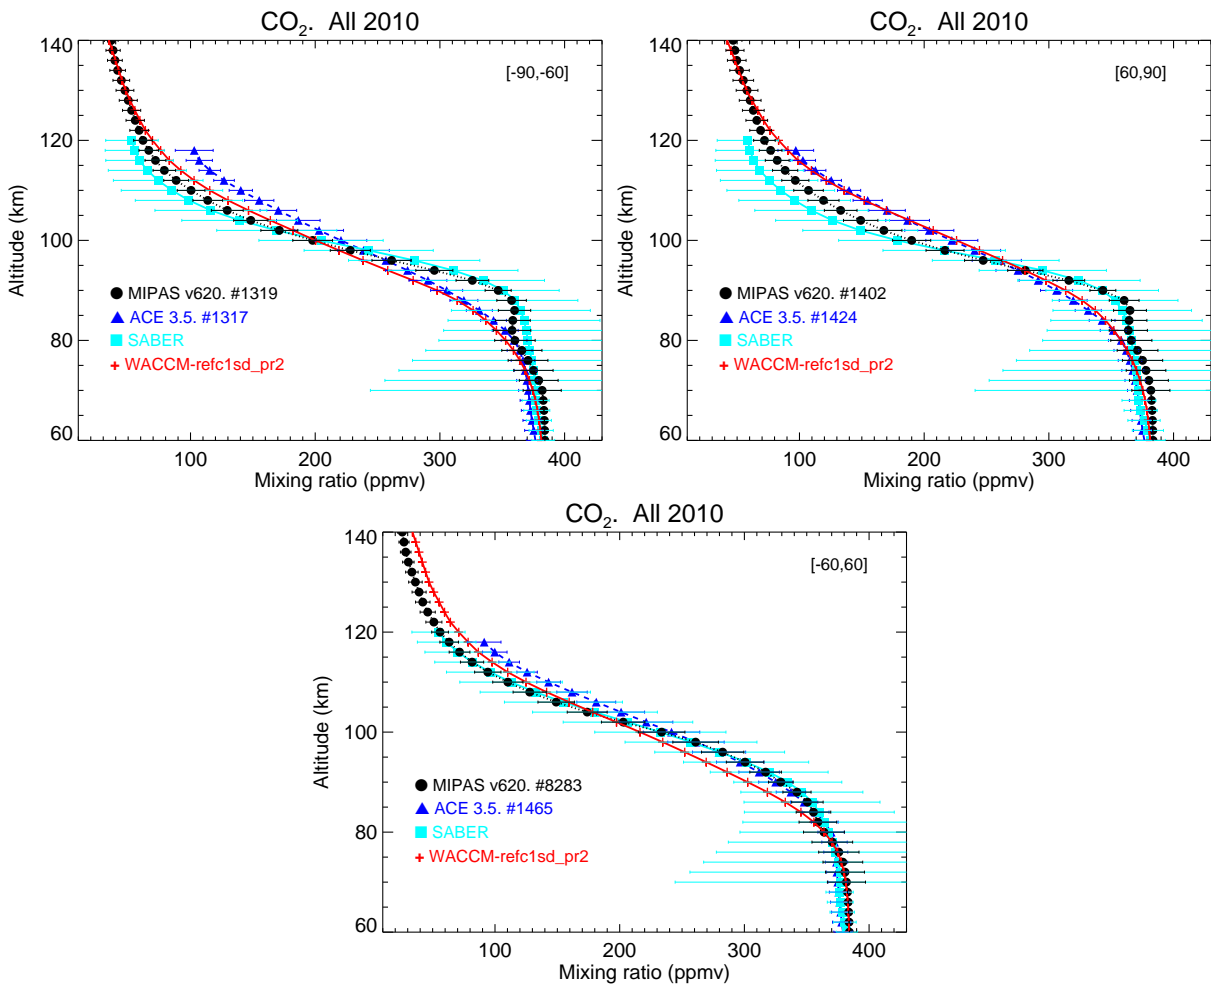 CO2. All 2010
140
120
100
80
60
Altitude (km)
[-90,-60]
MIPAS v620. #1319
ACE 3.5. #1317
SABER
WACCM-refc1sd_pr2
100 200 300 400
Mixing ratio (ppmv)
CO2. All 2010
140
120
100
80
60
Altitude (km)
[60,90]
MIPAS v620. #1402
ACE 3.5. #1424
SABER
WACCM-refc1sd_pr2
100 200 300 400
Mixing ratio (ppmv)
CO2. All 2010
140
120
100
80
60
Altitude (km)
[-60,60]
MIPAS v620. #8283
ACE 3.5. #1465
SABER
WACCM-refc1sd_pr2
100 200 300 400
Mixing ratio (ppmv)